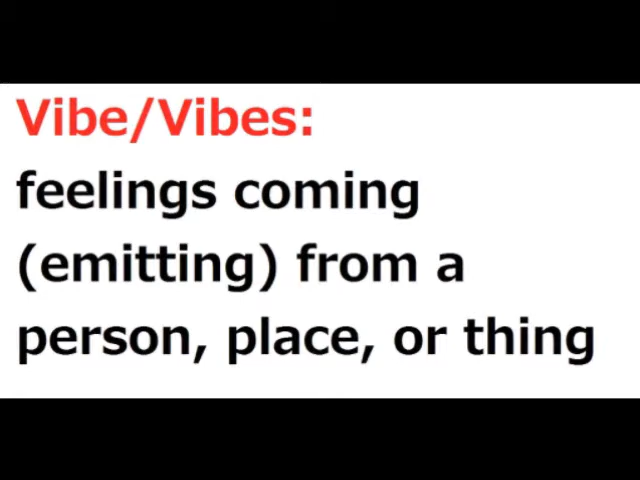 Vibe/Vibes:
feelings coming
(emitting) from a
person, place, or thing